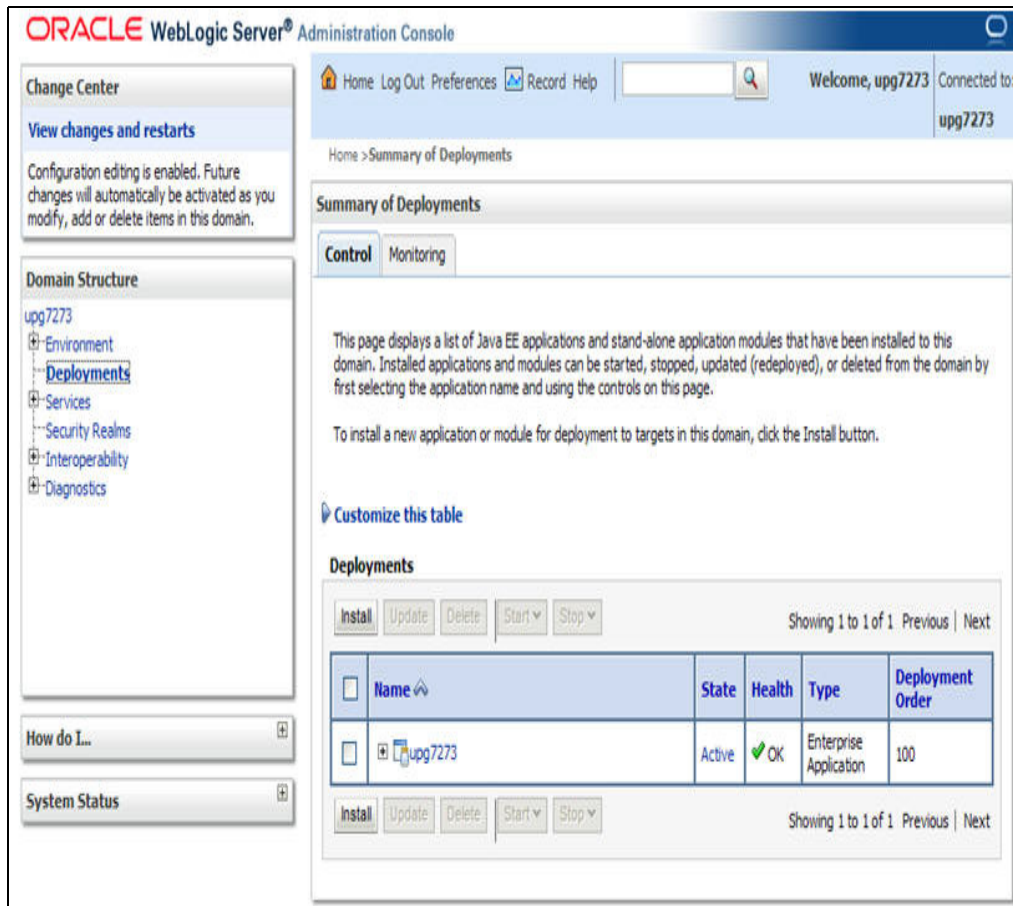 ORACLE WebLogic Server® Administration Console
Change Center
View changes and restarts
Configuration editing is enabled. Future
changes will automatically be activated as you
modify, add or delete items in this domain.
Domain Structure
upg7273
Environment
Deployments
Services
Security Realms
Interoperability
Diagnostics
How do I...
System Status
Home Log Out Preferences Record Help
Welcome, upg7273
Connected to:
upg7273
Home >Summary of Deployments
Summary of Deployments
Control Monitoring
This page displays a list of Java EE applications and stand-alone application modules that have been installed to this
domain. Installed applications and modules can be started, stopped, updated (redeployed), or deleted from the domain by
first selecting the application name and using the controls on this page.
To install a new application or module for deployment to targets in this domain, click the Install button.
Customize this table
Deployments
Install Update Delete Start Stop Showing 1 to 1 of 1 Previous | Next
Name State Health Type Deployment
Order
upg7273 Active OK Enterprise
Application 100
Install Update Delete Start Stop Showing 1 to 1 of 1 Previous | Next